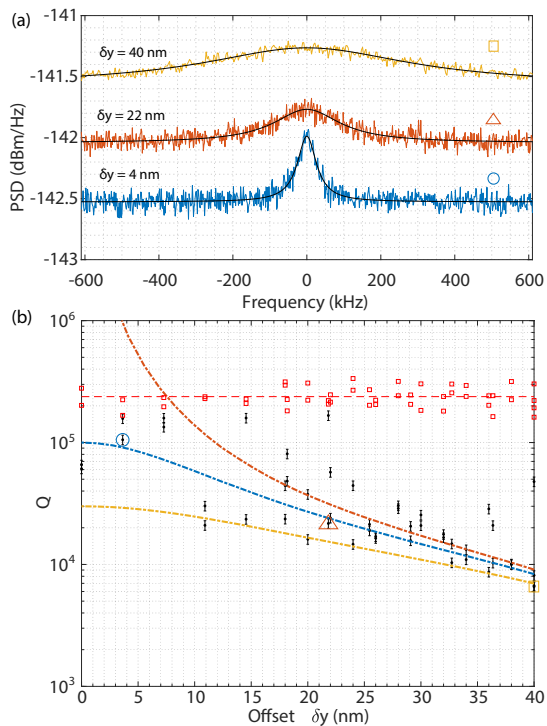 (a)
-141
-141.5
-142
-142.5
-143
PSD (dBm/Hz)
δy = 40 nm
δy = 22 nm
δy = 4 nm
-600 -400 -200 0 200 400 600
Frequency (kHz)
(b)
10^6
10^5
10^4
10^3
Q
0 5 10 15 20 25 30 35 40
Offset δy (nm)